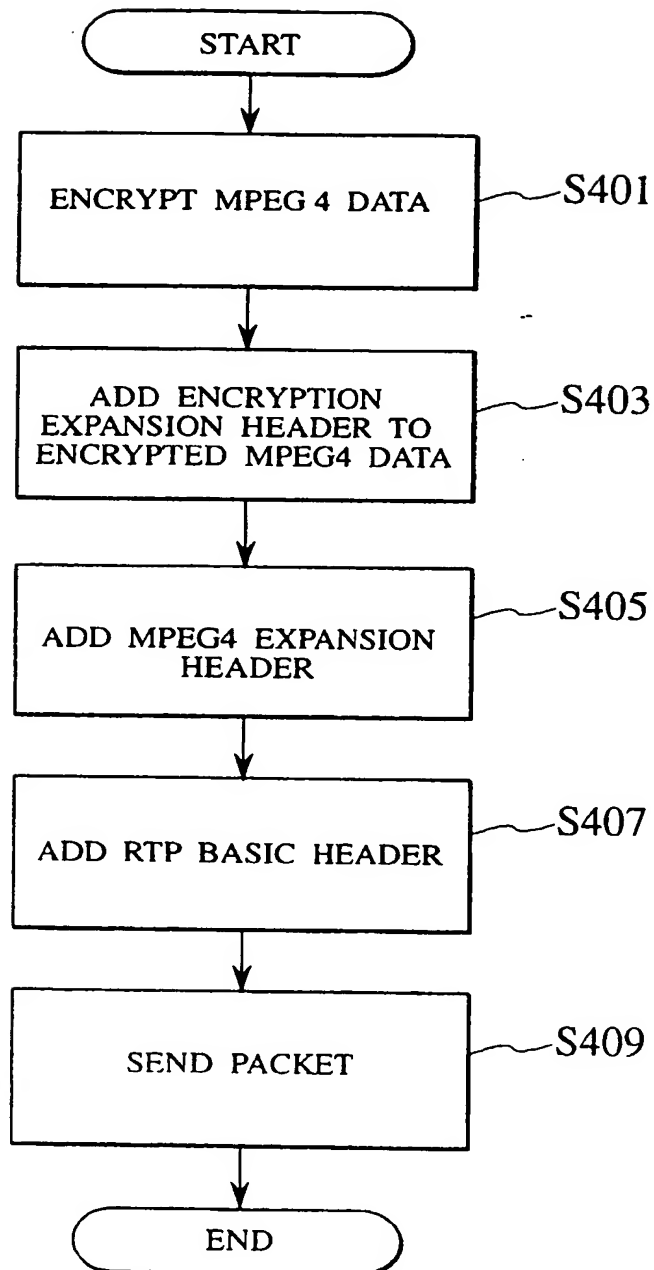 START
ENCRYPT MPEG 4 DATA
S401
ADD ENCRYPTION
EXPANSION HEADER TO
ENCRYPTED MPEG4 DATA
S403
ADD MPEG4 EXPANSION
HEADER
S405
ADD RTP BASIC HEADER
S407
SEND PACKET
S409
END